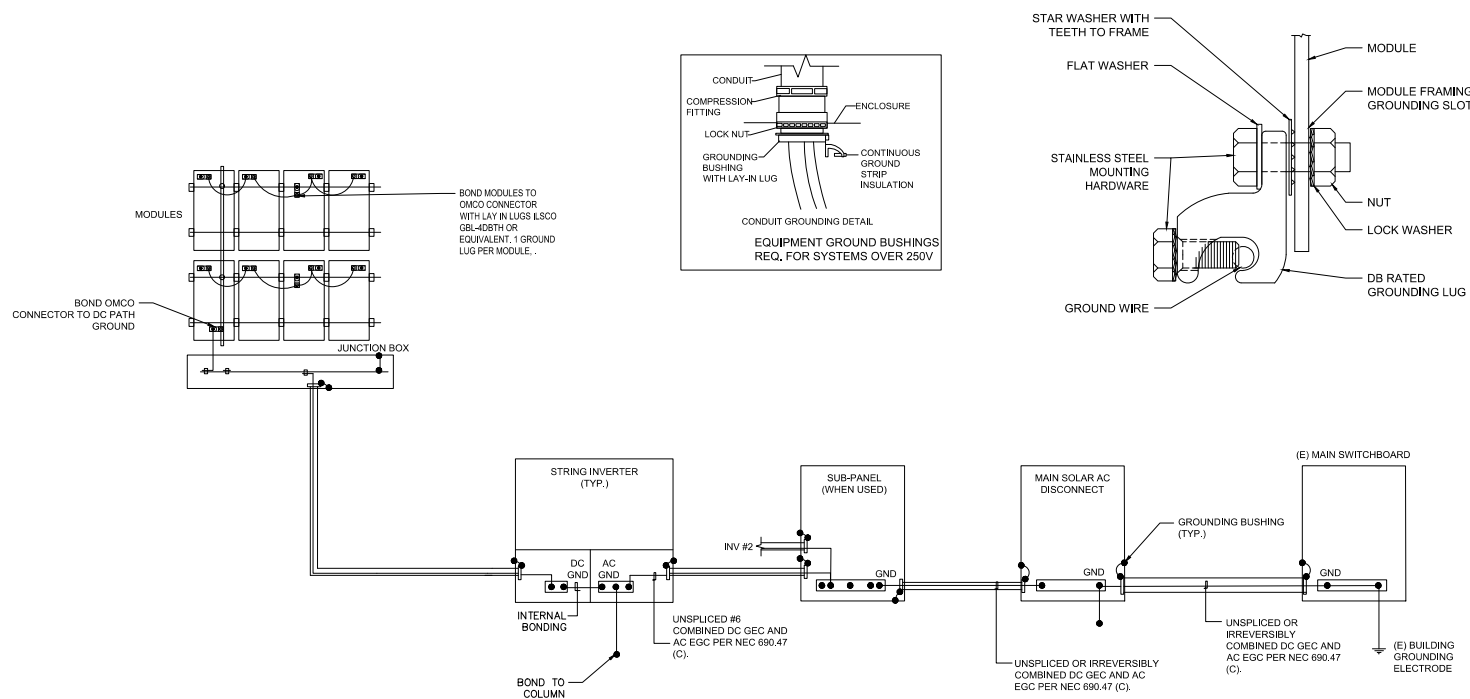 STAR WASHER WITH
TEETH TO FRAME
FLAT WASHER
MODULE
MODULE FRAMING
GROUNDING SLOT
STAINLESS STEEL
MOUNTING
HARDWARE
NUT
LOCK WASHER
DB RATED
GROUNDING LUG
GROUND WIRE
CONDUIT
COMPRESSION
FITTING
ENCLOSURE
LOCK NUT
GROUNDING
BUSHING
WITH LAY-IN LUG
CONTINUOUS
GROUND
STRIP
INSULATION
CONDUIT GROUNDING DETAIL
EQUIPMENT GROUND BUSHINGS
REQ. FOR SYSTEMS OVER 250V
MODULES
BOND MODULES TO
OMCO CONNECTOR
WITH LAY IN LUGS ILSCO
GBL-4DBTH OR
EQUIVALENT. 1 GROUND
LUG PER MODULE, .
BOND OMCO
CONNECTOR TO DC PATH
GROUND
JUNCTION BOX
STRING INVERTER
(TYP.)
DC
GND
AC
GND
INTERNAL
BONDING
BOND TO
COLUMN
UNSPLICED #6
COMBINED DC GEC AND
AC EGC PER NEC 690.47
(C).
INV #2
SUB-PANEL
(WHEN USED)
GND
UNSPLICED OR IRREVERSIBLY
COMBINED DC GEC AND AC
EGC PER NEC 690.47 (C).
MAIN SOLAR AC
DISCONNECT
GND
GROUNDING BUSHING
(TYP.)
UNSPLICED OR
IRREVERSIBLY
COMBINED DC GEC AND
AC EGC PER NEC 690.47
(C).
(E) MAIN SWITCHBOARD
GND
(E) BUILDING
GROUNDING
ELECTRODE